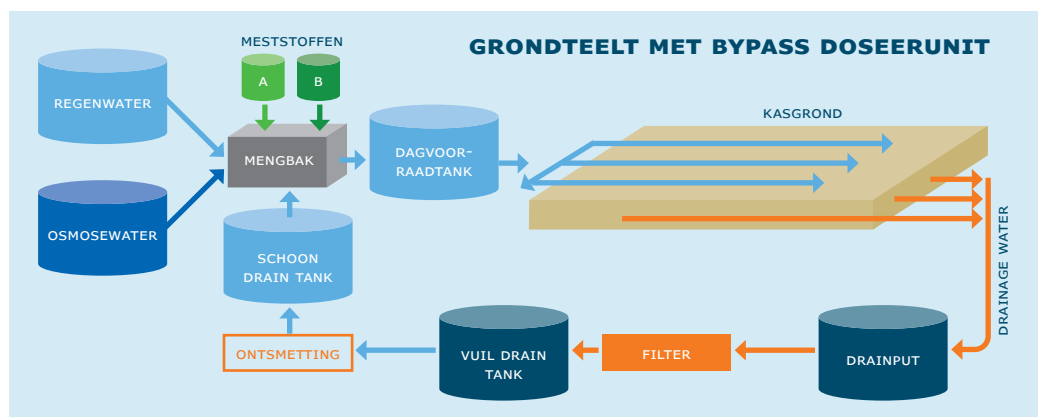 GRONDTEELT MET BYPASS DOSEERUNIT
MESTSTOFFEN
A
B
REGENWATER
MENGBAK
DAGVOOR-
RAADTANK
KASGROND
OSMOSEWATER
SCHOON
DRAIN TANK
DRAINAGE WATER
ONTSMETTING
VUIL DRAIN
TANK
FILTER
DRAINPUT